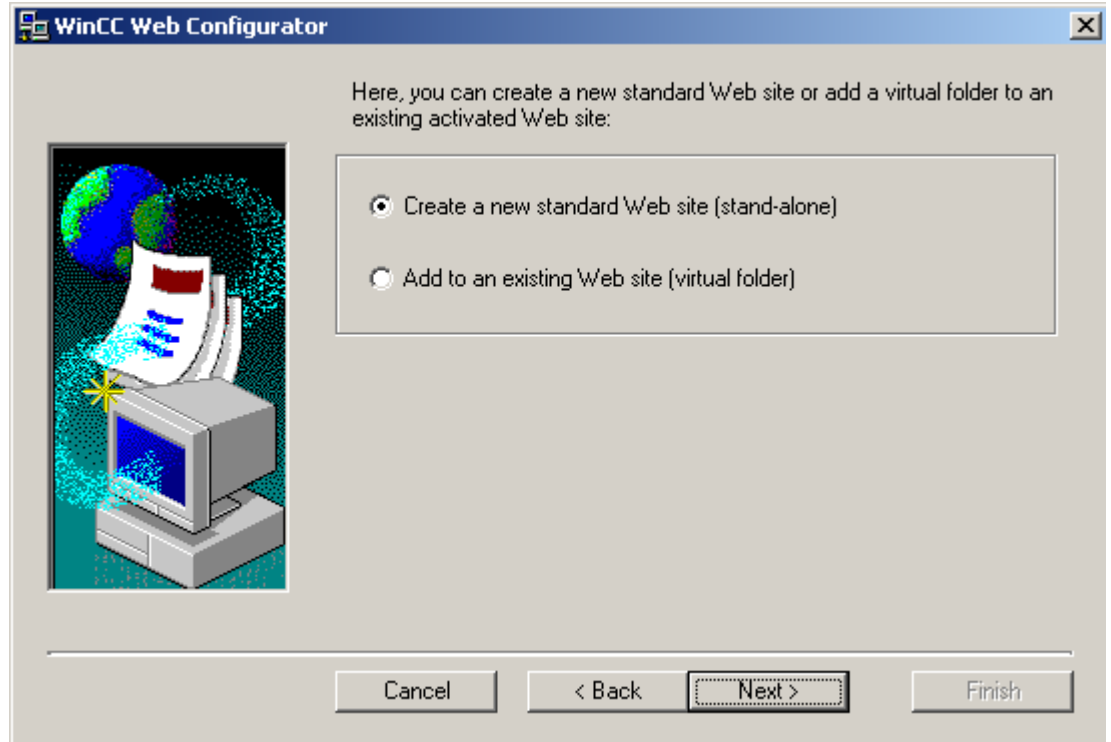 WinCC Web Configurator
Here, you can create a new standard Web site or add a virtual folder to an
existing activated Web site:
Create a new standard Web site (stand-alone)
Add to an existing Web site (virtual folder)
Cancel
< Back
Next >
Finish